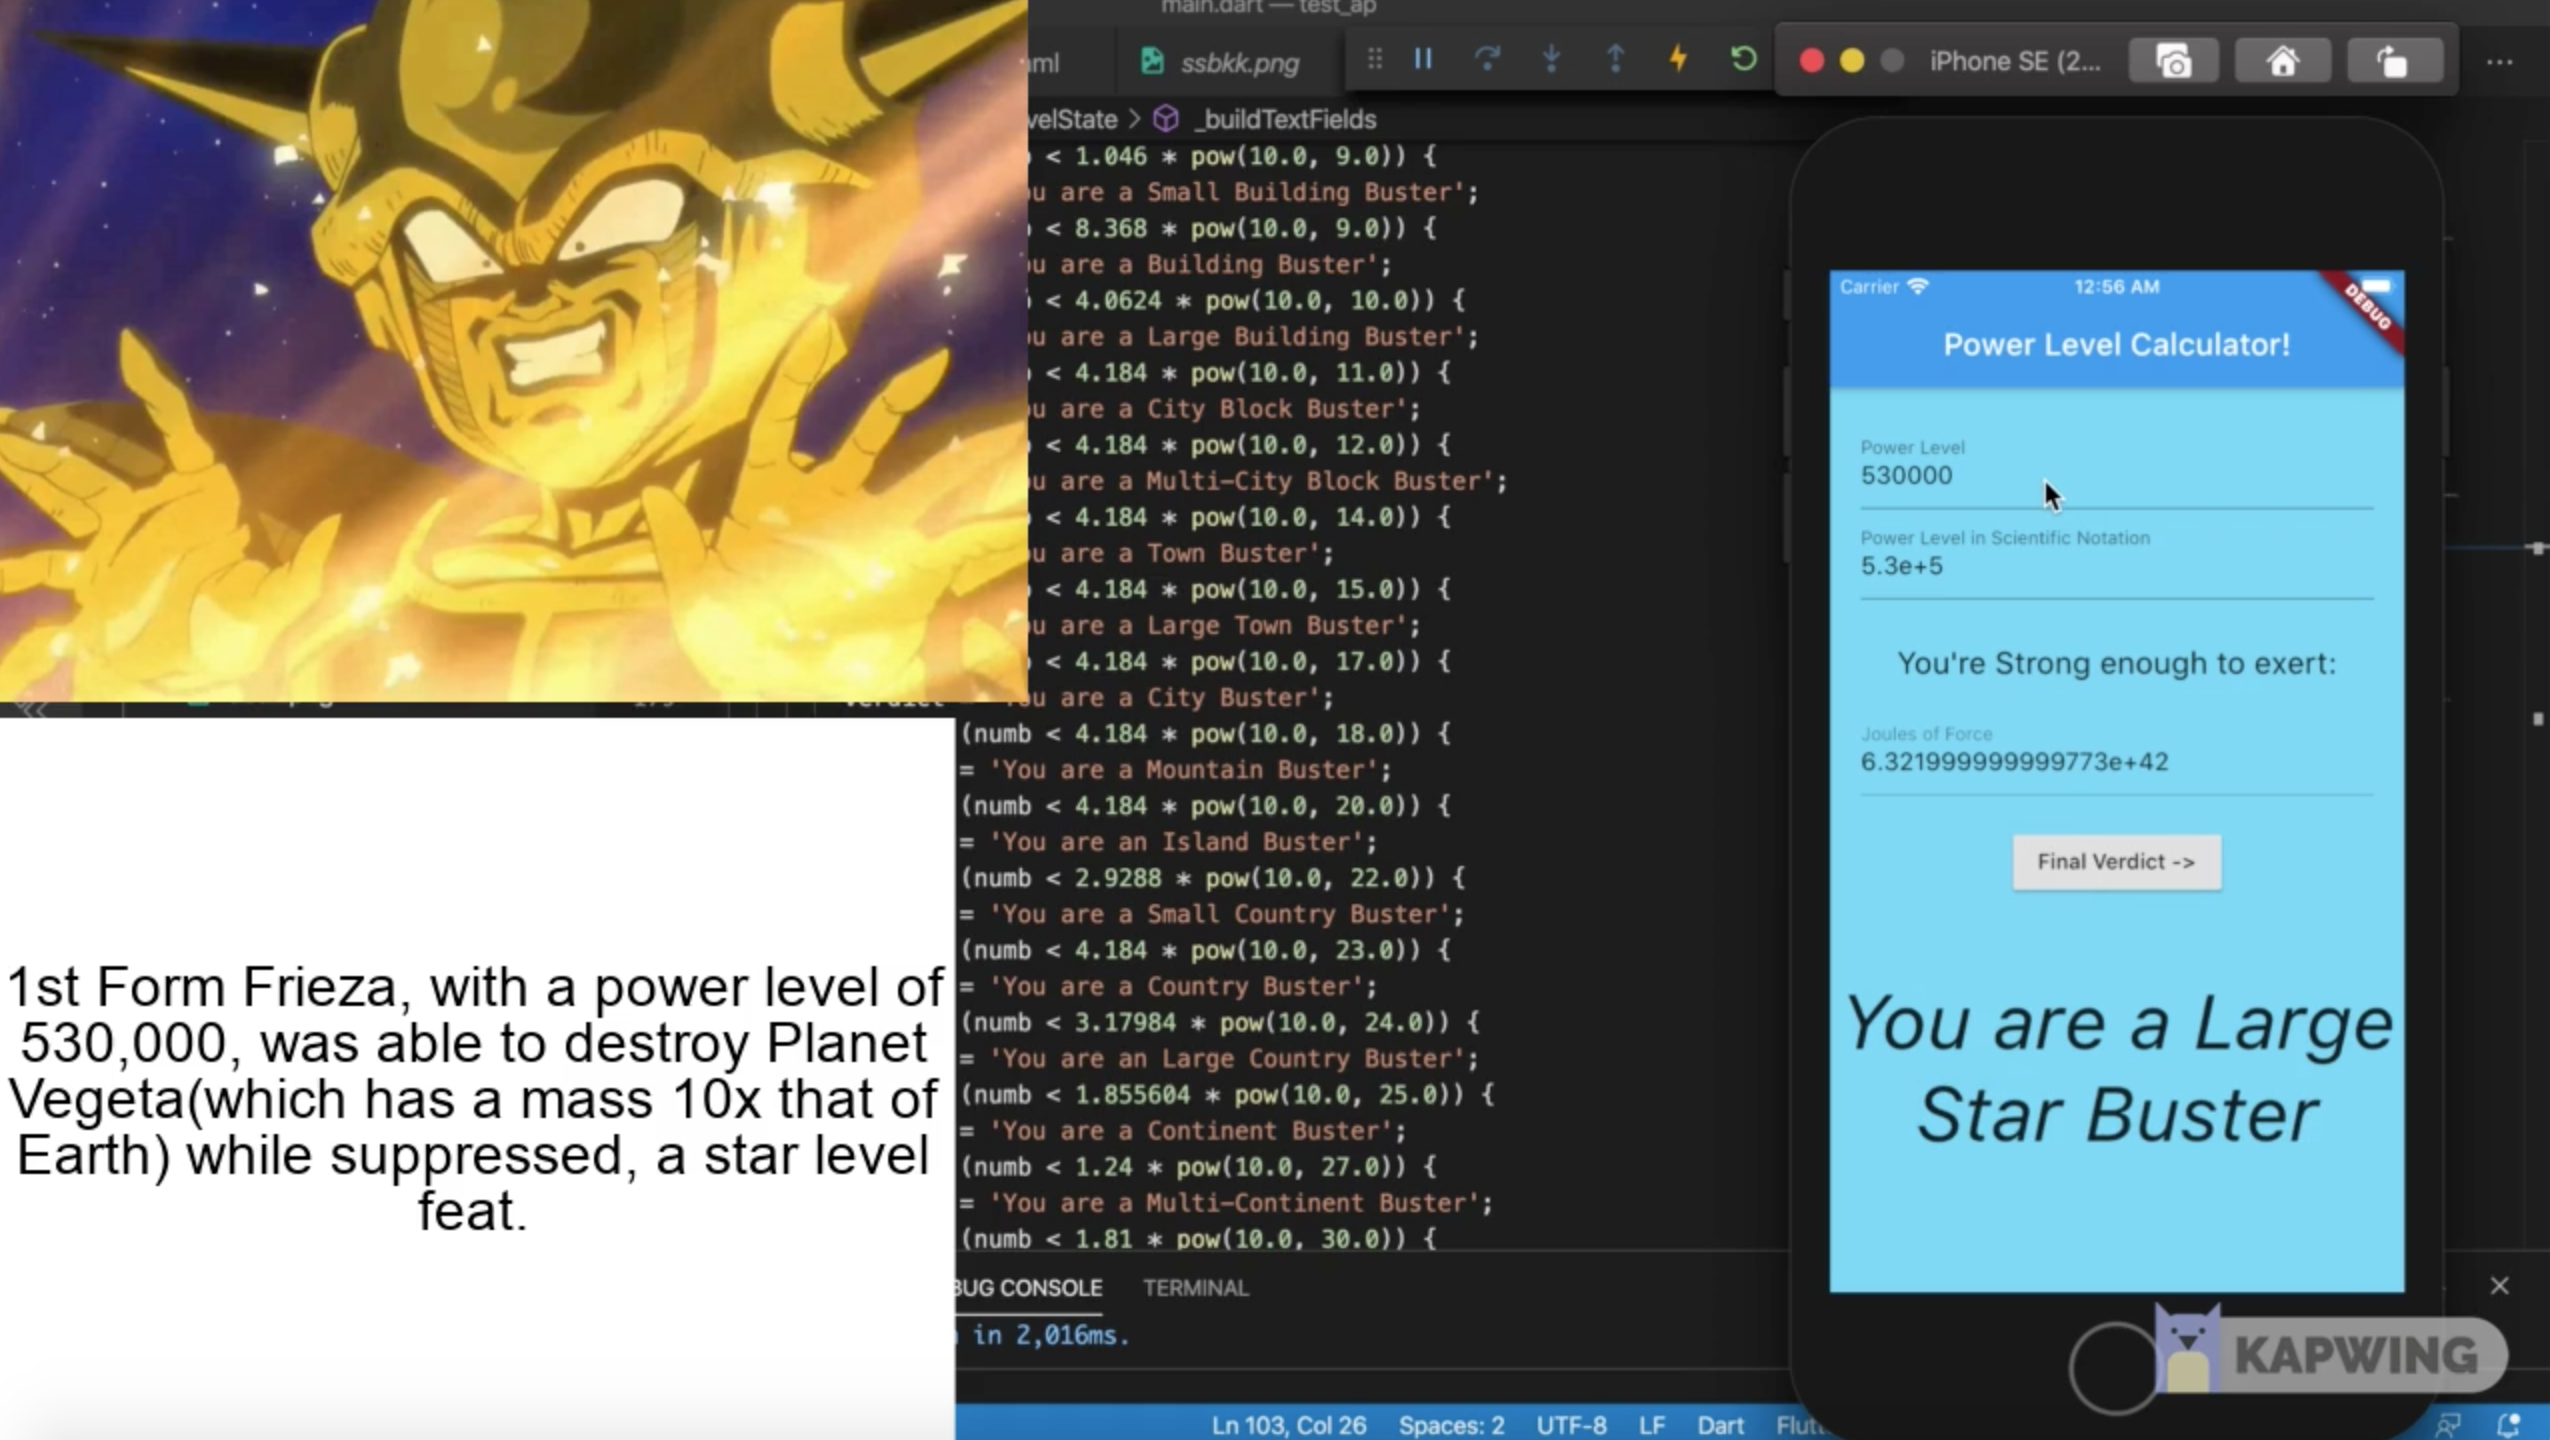 main.dart — test_ap
ssbkk.png
iPhone SE (2...
_buildTextFields
< 1.046 * pow(10.0, 9.0)) {
are a Small Building Buster';
< 8.368 * pow(10.0, 9.0)) {
are a Building Buster';
< 4.0624 * pow(10.0, 10.0)) {
are a Large Building Buster';
< 4.184 * pow(10.0, 11.0)) {
are a City Block Buster';
< 4.184 * pow(10.0, 12.0)) {
are a Multi-City Block Buster';
< 4.184 * pow(10.0, 14.0)) {
are a Town Buster';
< 4.184 * pow(10.0, 15.0)) {
are a Large Town Buster';
< 4.184 * pow(10.0, 17.0)) {
are a City Buster';
(numb < 4.184 * pow(10.0, 18.0)) {
= 'You are a Mountain Buster';
(numb < 4.184 * pow(10.0, 20.0)) {
= 'You are an Island Buster';
(numb < 2.9288 * pow(10.0, 22.0)) {
= 'You are a Small Country Buster';
(numb < 4.184 * pow(10.0, 23.0)) {
= 'You are a Country Buster';
(numb < 3.17984 * pow(10.0, 24.0)) {
= 'You are an Large Country Buster';
(numb < 1.855604 * pow(10.0, 25.0)) {
= 'You are a Continent Buster';
(numb < 1.24 * pow(10.0, 27.0)) {
= 'You are a Multi-Continent Buster';
(numb < 1.81 * pow(10.0, 30.0)) {
BUG CONSOLE TERMINAL
in 2,016ms.
Ln 103, Col 26 Spaces: 2 UTF-8 LF Dart Flutt
1st Form Frieza, with a power level of
530,000, was able to destroy Planet
Vegeta(which has a mass 10x that of
Earth) while suppressed, a star level
feat.
Carrier 12:56 AM
DEBUG
Power Level Calculator!
Power Level
530000
Power Level in Scientific Notation
5.3e+5
You're Strong enough to exert:
Joules of Force
6.321999999999773e+42
Final Verdict ->
You are a Large
Star Buster
KAPWING